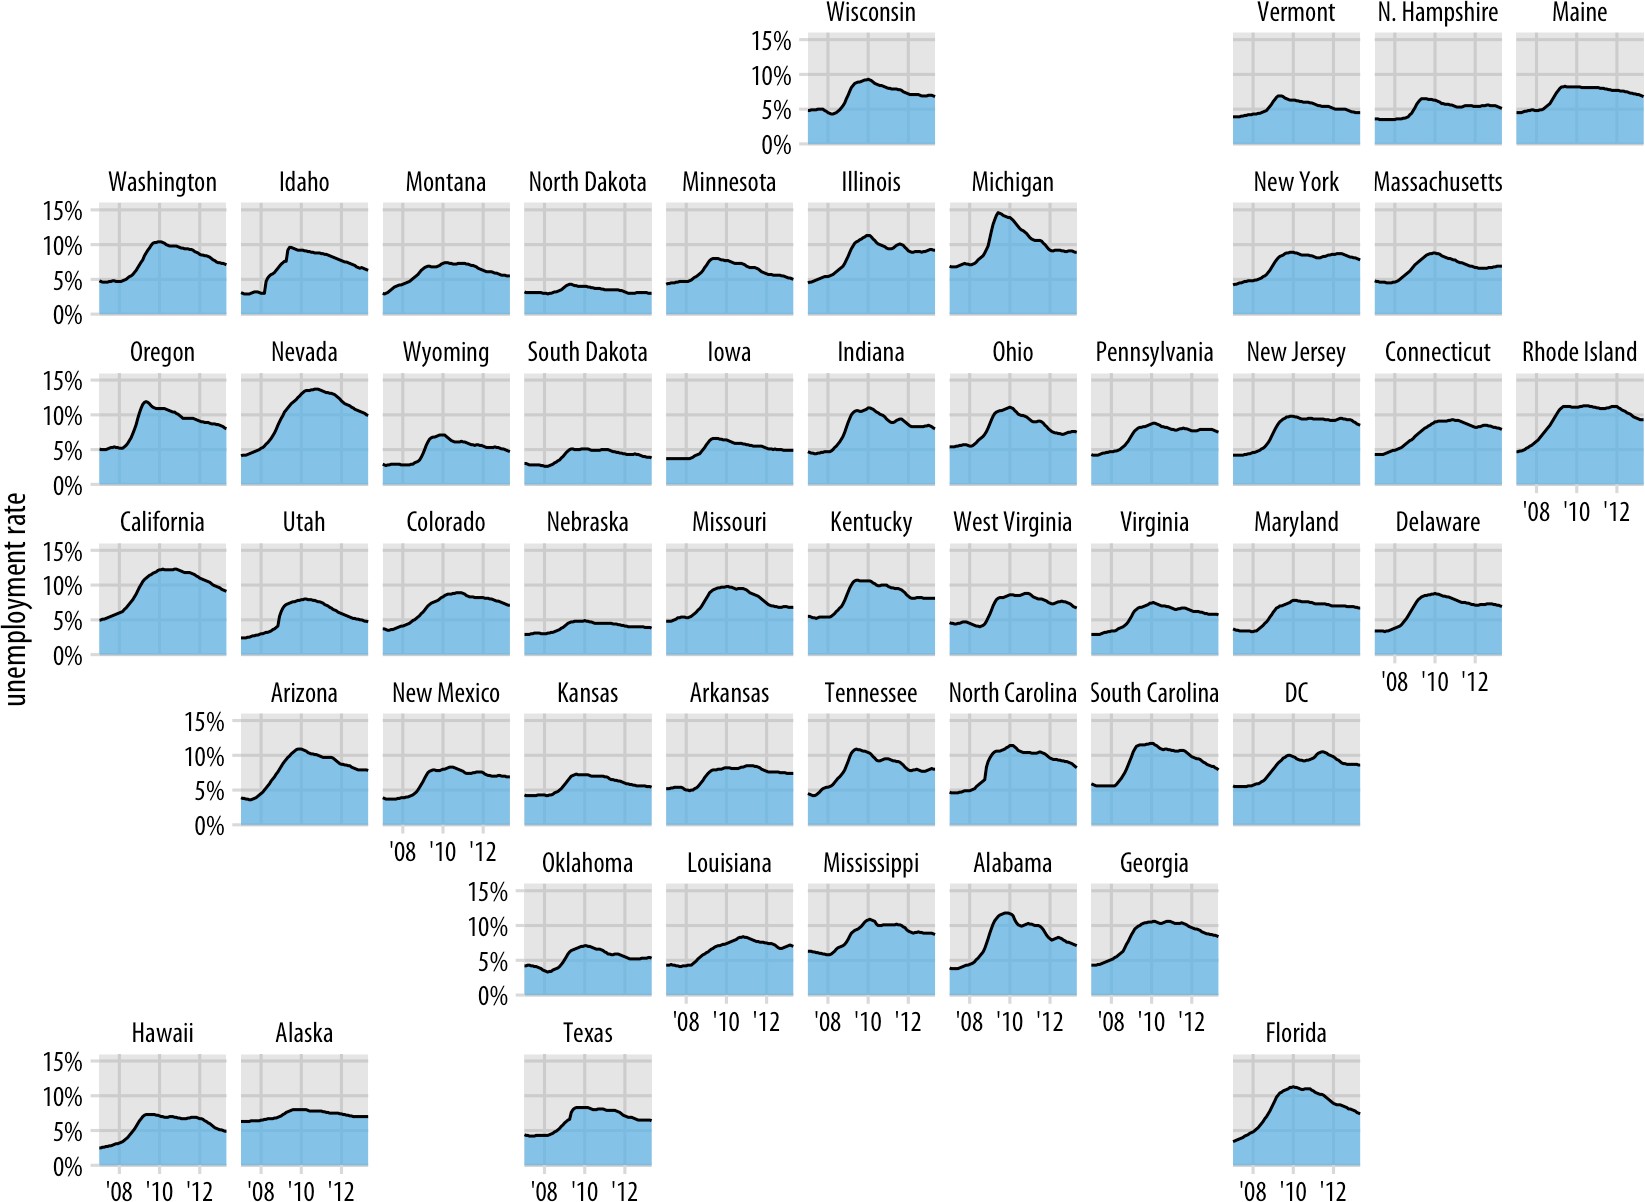 Wisconsin Vermont N. Hampshire Maine
15%
10%
5%
0%
Washington Idaho Montana North Dakota Minnesota Illinois Michigan New York Massachusetts
15%
10%
5%
0%
Oregon Nevada Wyoming South Dakota Iowa Indiana Ohio Pennsylvania New Jersey Connecticut Rhode Island
15%
10%
5%
0%
'08 '10 '12
unemployment rate
California Utah Colorado Nebraska Missouri Kentucky West Virginia Virginia Maryland Delaware
15%
10%
5%
0%
'08 '10 '12
Arizona New Mexico Kansas Arkansas Tennessee North Carolina South Carolina DC
15%
10%
5%
0%
'08 '10 '12
Oklahoma Louisiana Mississippi Alabama Georgia
15%
10%
5%
0%
'08 '10 '12 '08 '10 '12 '08 '10 '12 '08 '10 '12
Hawaii Alaska Texas Florida
15%
10%
5%
0%
'08 '10 '12 '08 '10 '12 '08 '10 '12 '08 '10 '12